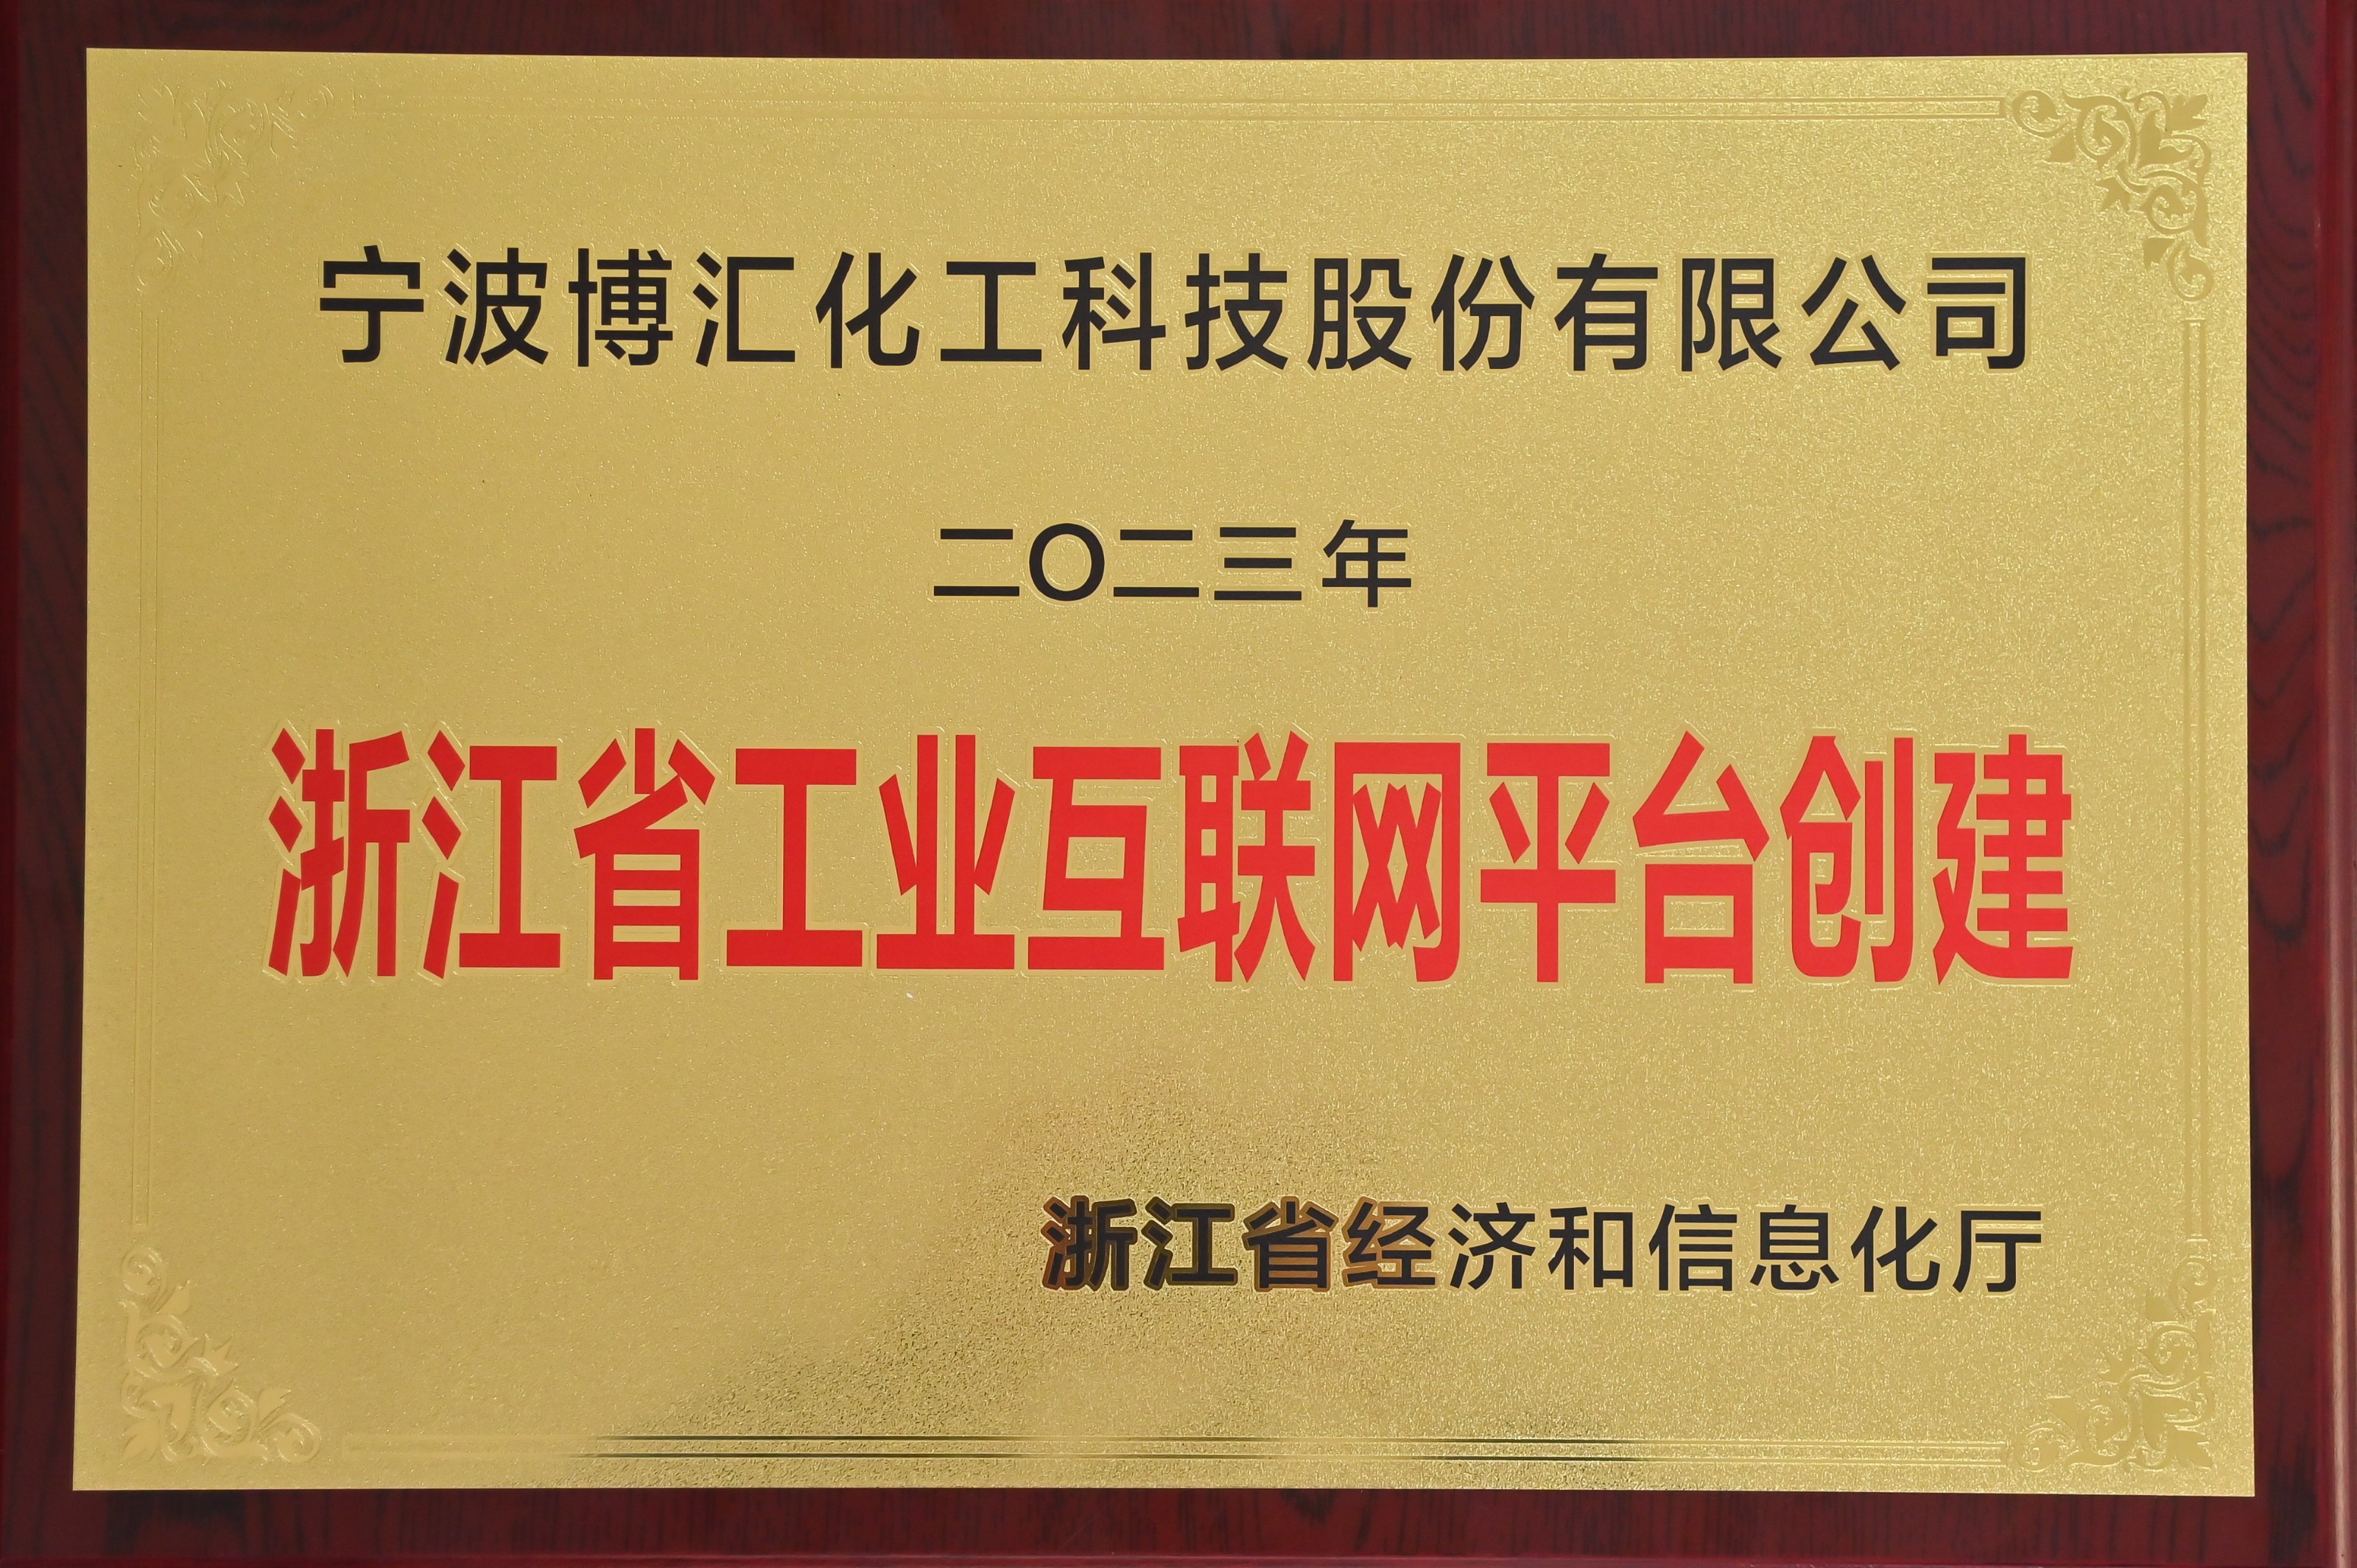 宁波博汇化工科技股份有限公司
二〇二三年
浙江省工业互联网平台创建
浙江省经济和信息化厅